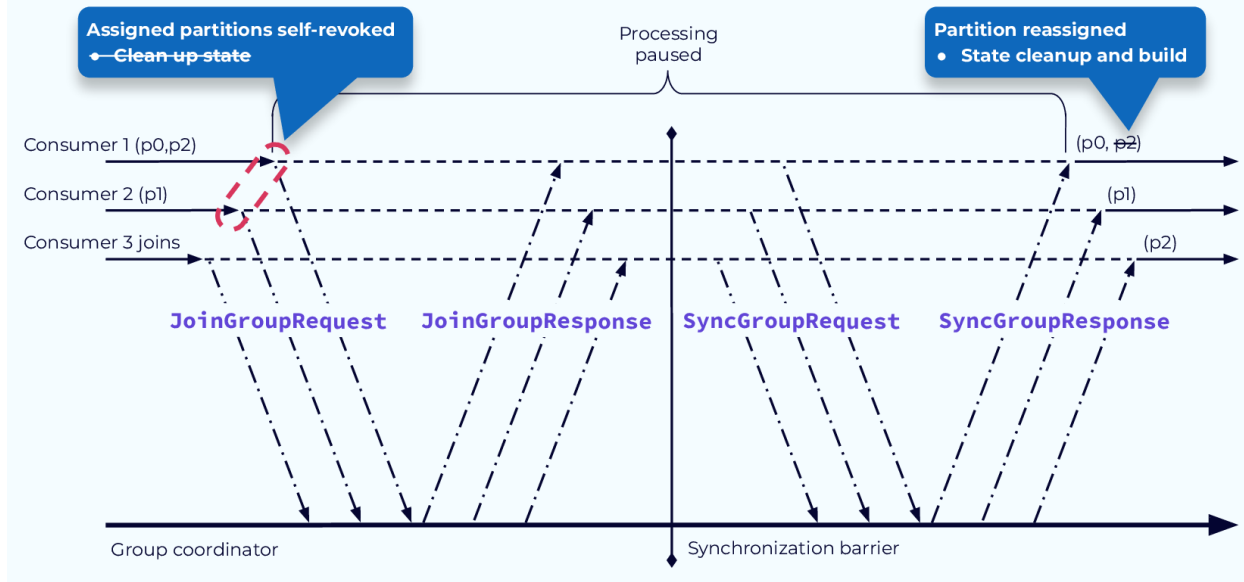 Assigned partitions self-revoked
• Clean up state
Processing
paused
Partition reassigned
• State cleanup and build
Consumer 1 (p0,p2)
(p0, p2)
Consumer 2 (p1)
(p1)
Consumer 3 joins
(p2)
JoinGroupRequest
JoinGroupResponse
SyncGroupRequest
SyncGroupResponse
Group coordinator
Synchronization barrier